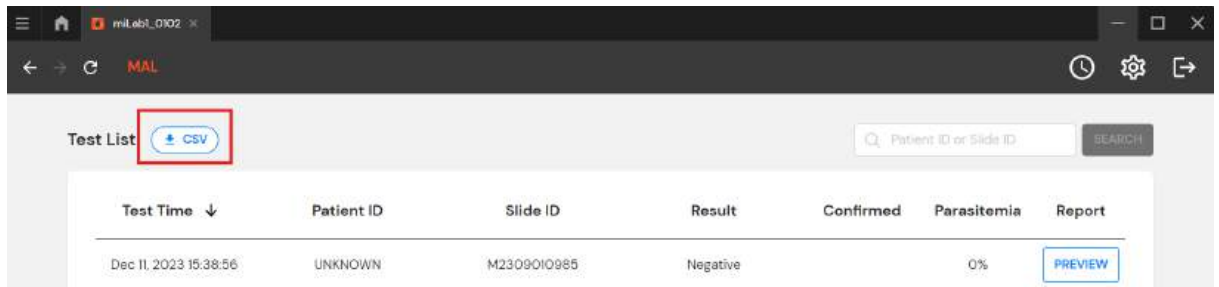 miLab1_0102
MAL
Test List CSV Patient ID or Slide ID SEARCH
Test Time Patient ID Slide ID Result Confirmed Parasitemia Report
Dec 11, 2023 15:38:56 UNKNOWN M2309010985 Negative 0% PREVIEW